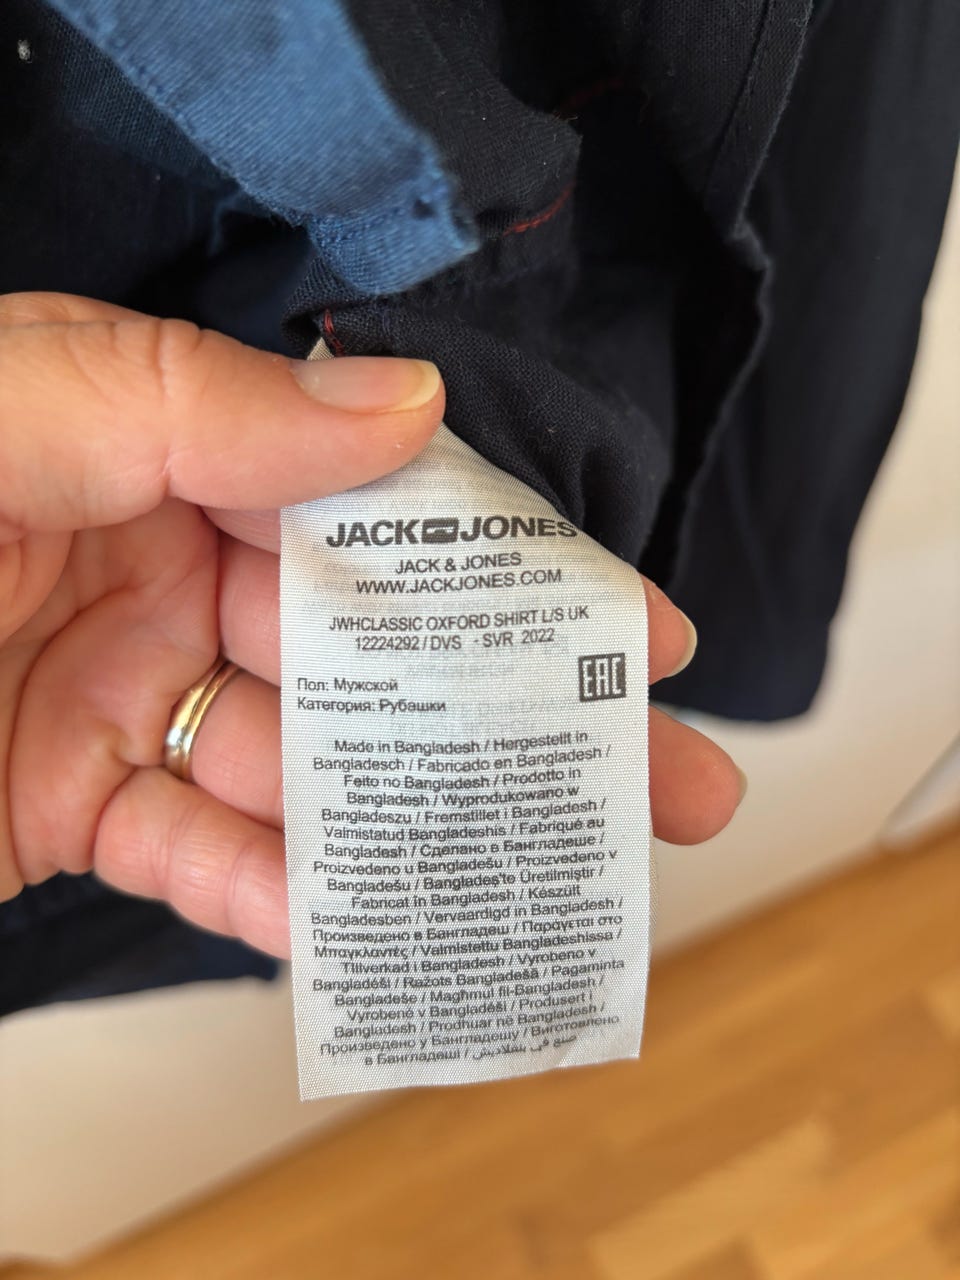 JACK JONES
JACK & JONES
WWW.JACKJONES.COM
JWHCLASSIC OXFORD SHIRT L/S UK
12224292 / DVS - SVR 2022
EAC
Пол: Мужской
Категория: Рубашки
Made in Bangladesh / Hergestellt in
Bangladesch / Fabricado en Bangladesh /
Feito no Bangladesh / Prodotto in
Bangladesh / Wyprodukowano w
Bangladeszu / Fremstillet i Bangladesh /
Valmistatud Bangladeshis / Fabriqué au
Bangladesh / Сделано в Бангладеше /
Proizvedeno u Bangladešu / Proizvedeno v
Bangladešu / Bangladeş'te Üretilmiştir /
Fabricat în Bangladesh / Készült
Bangladesben / Vervaardigd in Bangladesh /
Произведено в Бангладеш / Παράγεται στο
Μπαγκλαντές / Valmistettu Bangladeshissa /
Tillverkad i Bangladesh / Vyrobeno v
Bangladéši / Ražots Bangladešā / Pagaminta
Bangladeše / Magħmul fil-Bangladesh /
Vyrobené v Bangladéši / Produsert i
Bangladesh / Prodhuar në Bangladesh /
Произведено у Бангладешу / Виготовлено
в Бангладеші / صنع في بنغلاديش